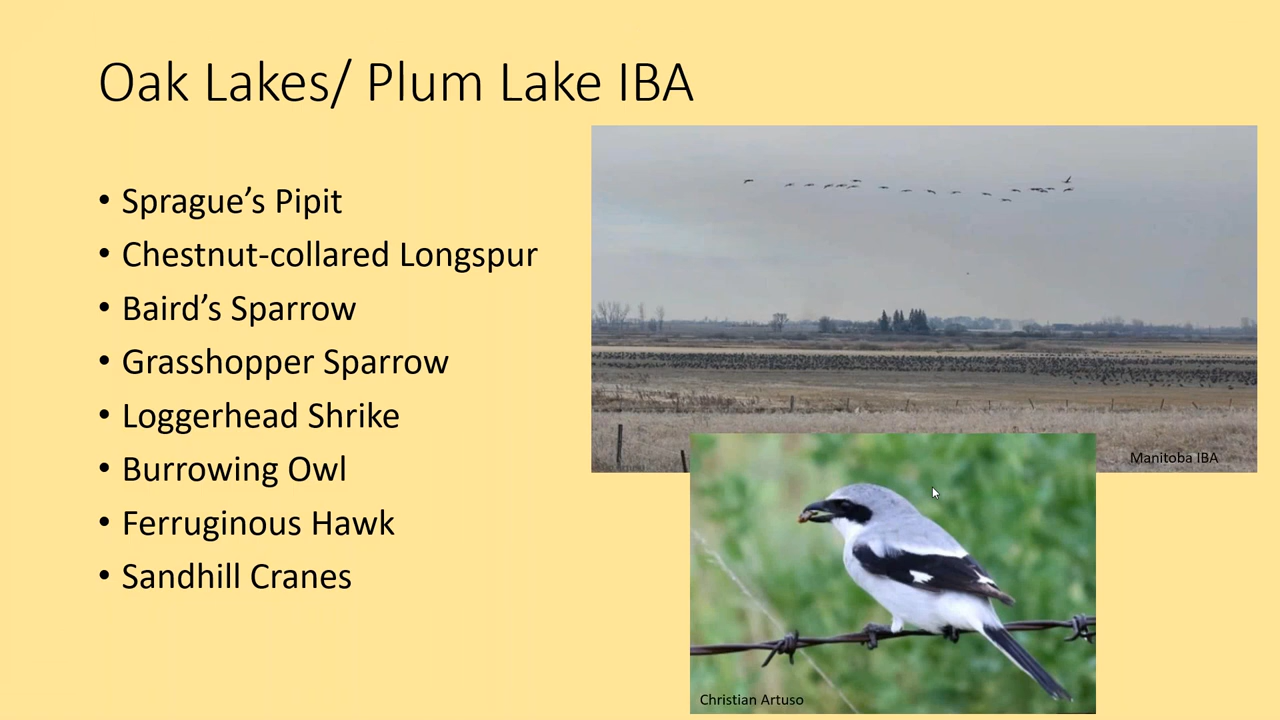 Oak Lakes/ Plum Lake IBA
• Sprague’s Pipit
• Chestnut-collared Longspur
• Baird’s Sparrow
• Grasshopper Sparrow
• Loggerhead Shrike
• Burrowing Owl
• Ferruginous Hawk
• Sandhill Cranes
Manitoba IBA
Christian Artuso